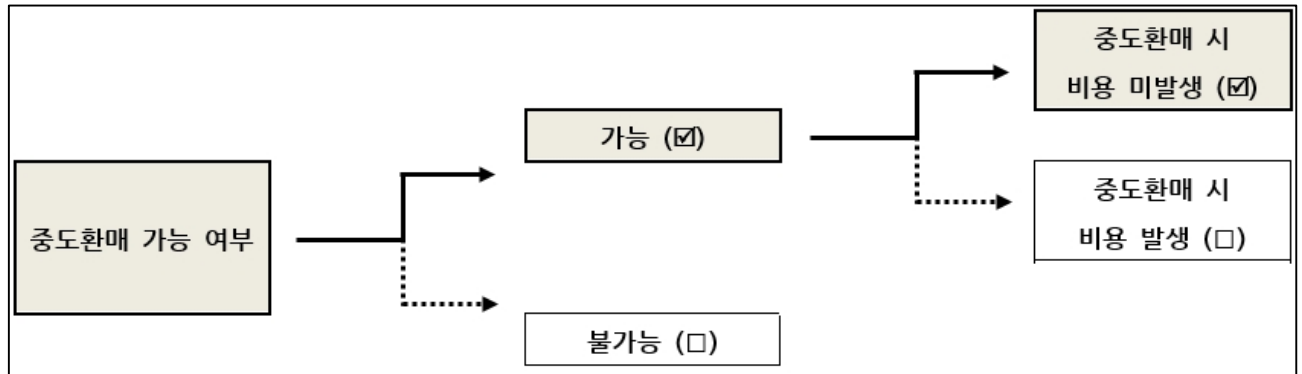 중도환매 가능 여부
가능 (☑)
불가능 (□)
중도환매 시
비용 미발생 (☑)
중도환매 시
비용 발생 (□)